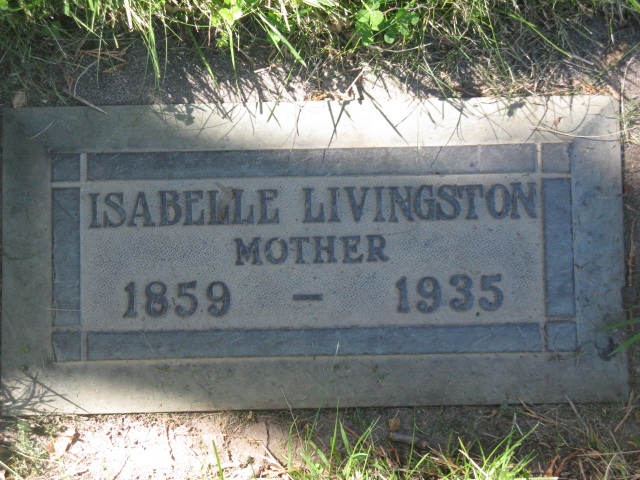 ISABELLE LIVINGSTON
MOTHER
1859 – 1935